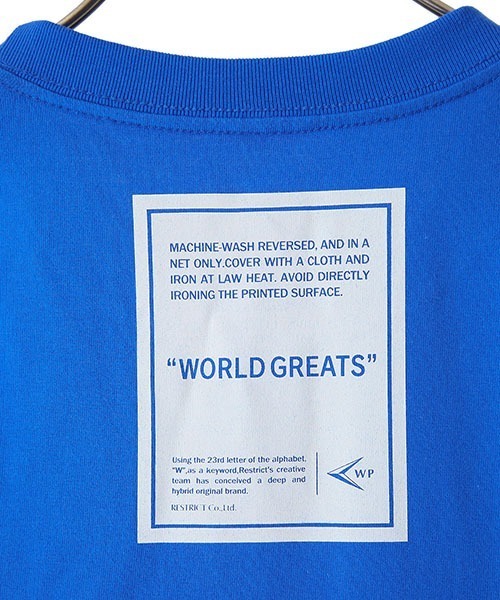 MACHINE-WASH REVERSED, AND IN A
NET ONLY.COVER WITH A CLOTH AND
IRON AT LAW HEAT. AVOID DIRECTLY
IRONING THE PRINTED SURFACE.
“WORLD GREATS”
Using the 23rd letter of the alphabet,
"W",as a keyword,Restrict's creative
team has conceived a deep and
hybrid original brand.
RESTRICT Co.,Ltd.
WP